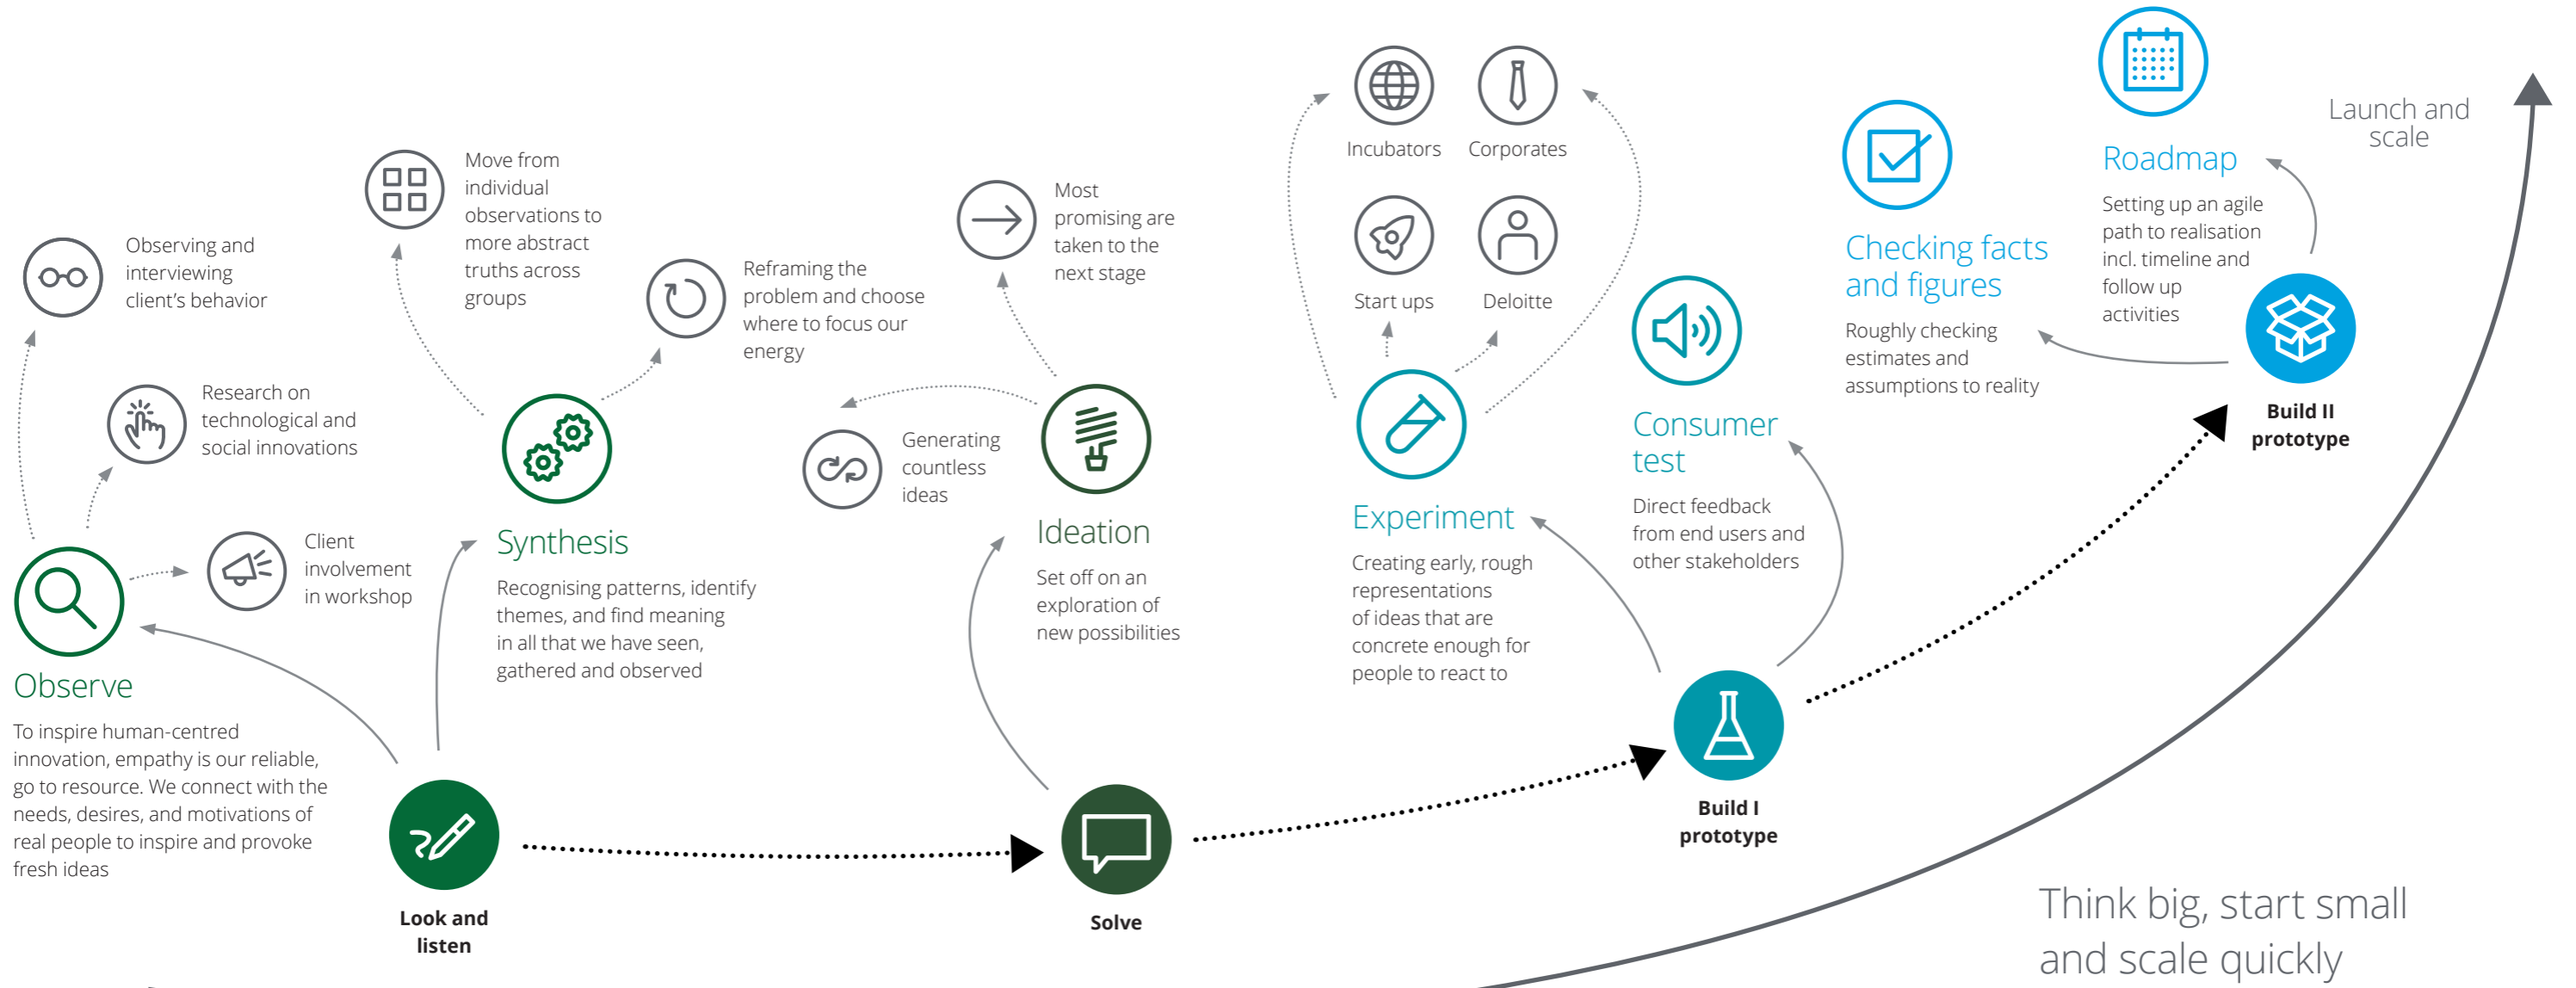 Observing and
interviewing
client's behavior
Research on
technological and
social innovations
Client
involvement
in workshop
Observe
To inspire human-centred
innovation, empathy is our reliable,
go to resource. We connect with the
needs, desires, and motivations of
real people to inspire and provoke
fresh ideas
Look and
listen
Move from
individual
observations to
more abstract
truths across
groups
Reframing the
problem and choose
where to focus our
energy
Synthesis
Recognising patterns, identify
themes, and find meaning
in all that we have seen,
gathered and observed
Most
promising are
taken to the
next stage
Generating
countless
ideas
Ideation
Set off on an
exploration of
new possibilities
Solve
Incubators
Corporates
Start ups
Deloitte
Experiment
Creating early, rough
representations
of ideas that are
concrete enough for
people to react to
Consumer
test
Direct feedback
from end users and
other stakeholders
Build I
prototype
Checking facts
and figures
Roughly checking
estimates and
assumptions to reality
Roadmap
Setting up an agile
path to realisation
incl. timeline and
follow up
activities
Build II
prototype
Launch and
scale
Think big, start small
and scale quickly